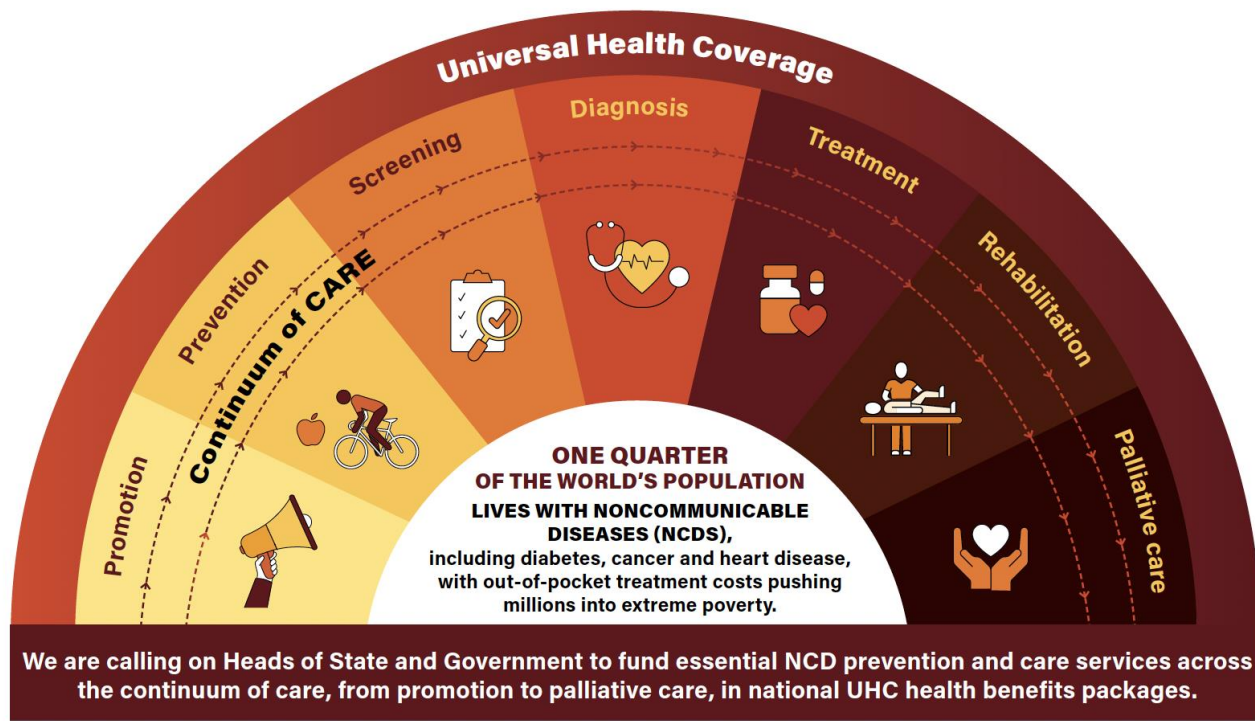 Universal Health Coverage
Promotion
Prevention
Screening
Diagnosis
Treatment
Rehabilitation
Palliative care
Continuum of CARE
ONE QUARTER
OF THE WORLD'S POPULATION
LIVES WITH NONCOMMUNICABLE
DISEASES (NCDS),
including diabetes, cancer and heart disease,
with out-of-pocket treatment costs pushing
millions into extreme poverty.
We are calling on Heads of State and Government to fund essential NCD prevention and care services across
the continuum of care, from promotion to palliative care, in national UHC health benefits packages.